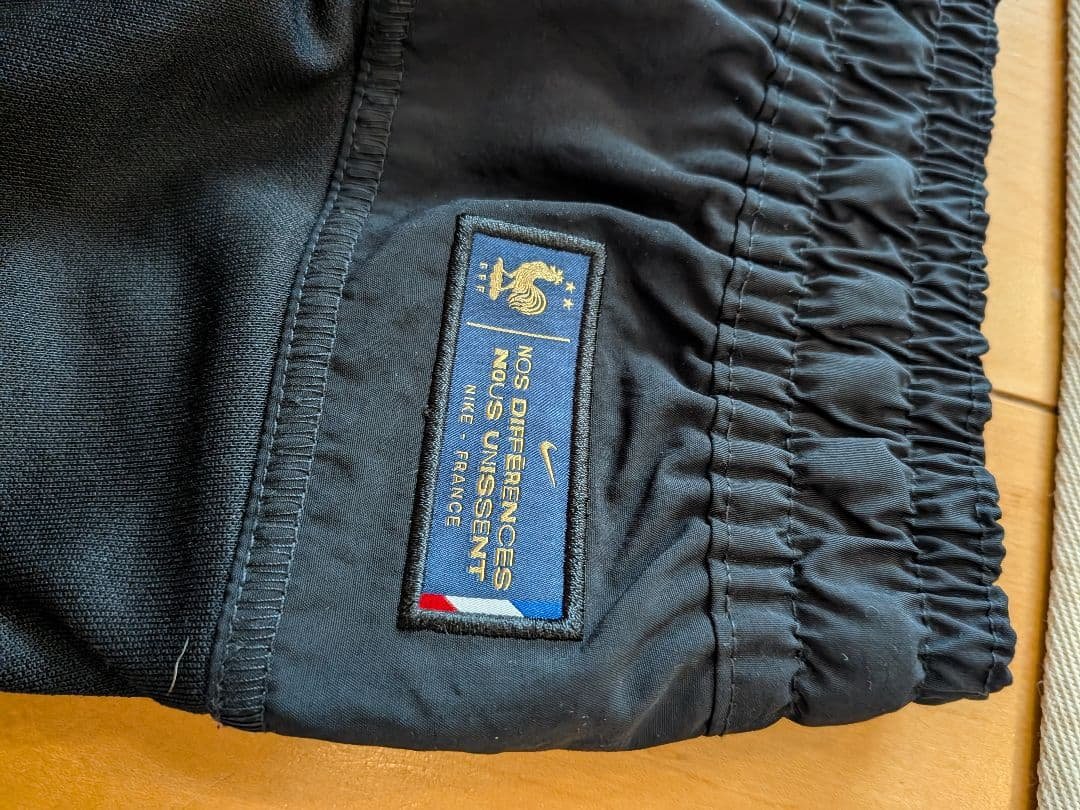 FFF
NOS DIFFÉRENCES
NOUS UNISSENT
NIKE - FRANCE